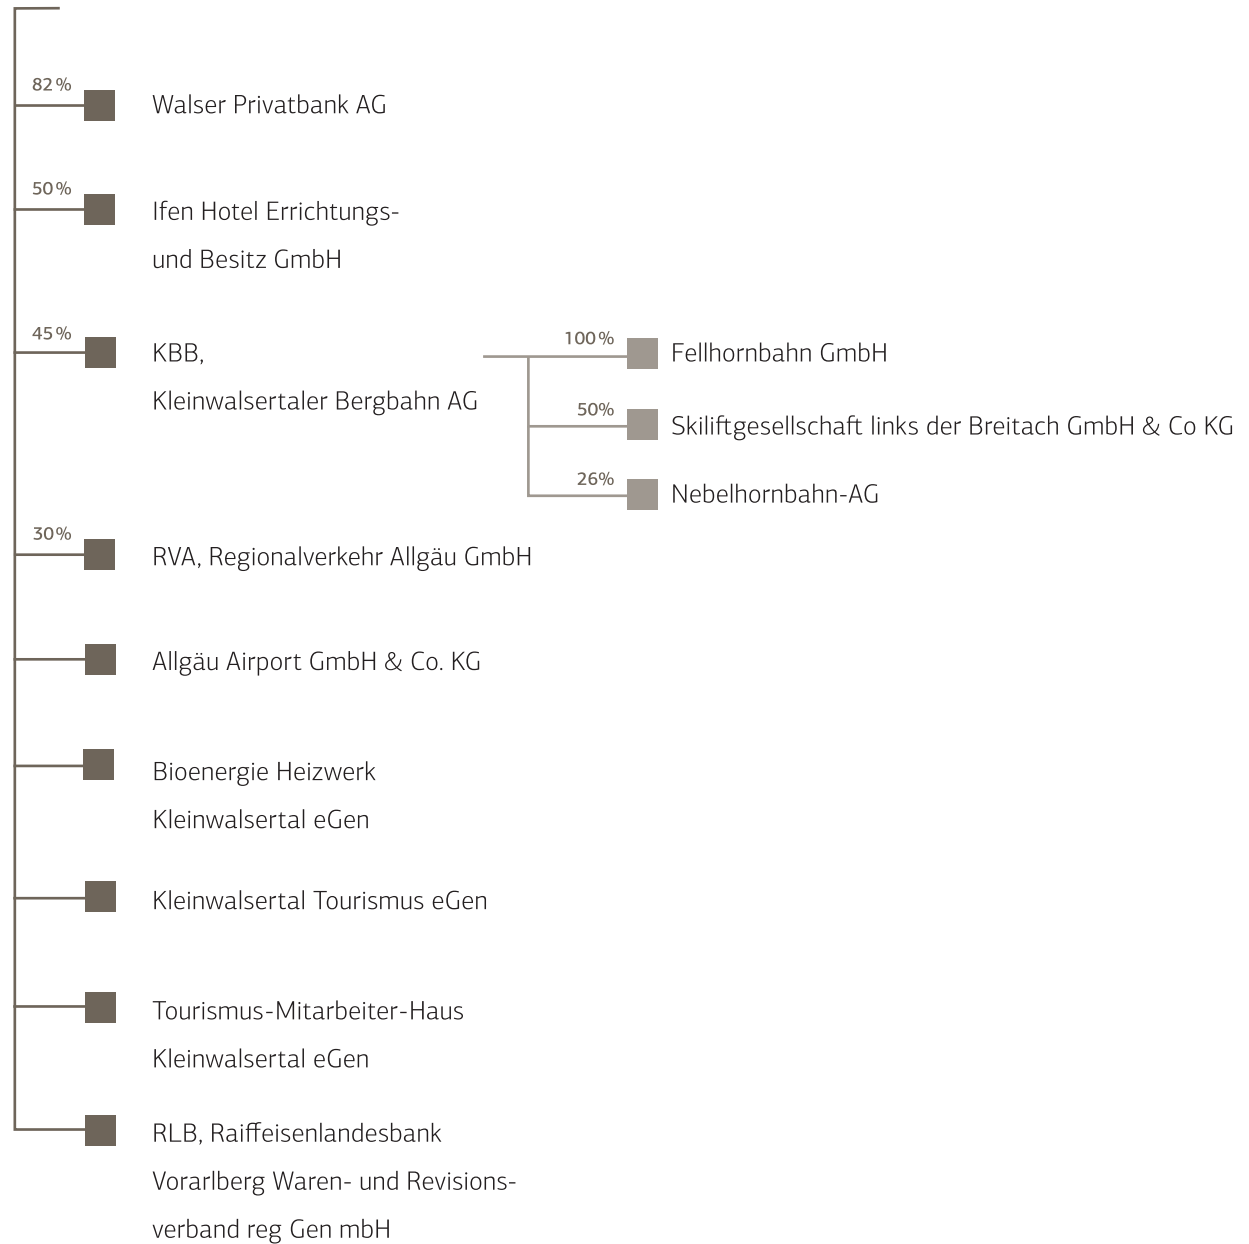 82%
Walser Privatbank AG
50%
Ifen Hotel Errichtungs-
und Besitz GmbH
45%
KBB,
Kleinwalsertaler Bergbahn AG
100%
Fellhornbahn GmbH
50%
Skiliftgesellschaft links der Breitach GmbH & Co KG
26%
Nebelhornbahn-AG
30%
RVA, Regionalverkehr Allgäu GmbH
Allgäu Airport GmbH & Co. KG
Bioenergie Heizwerk
Kleinwalsertal eGen
Kleinwalsertal Tourismus eGen
Tourismus-Mitarbeiter-Haus
Kleinwalsertal eGen
RLB, Raiffeisenlandesbank
Vorarlberg Waren- und Revisions-
verband reg Gen mbH